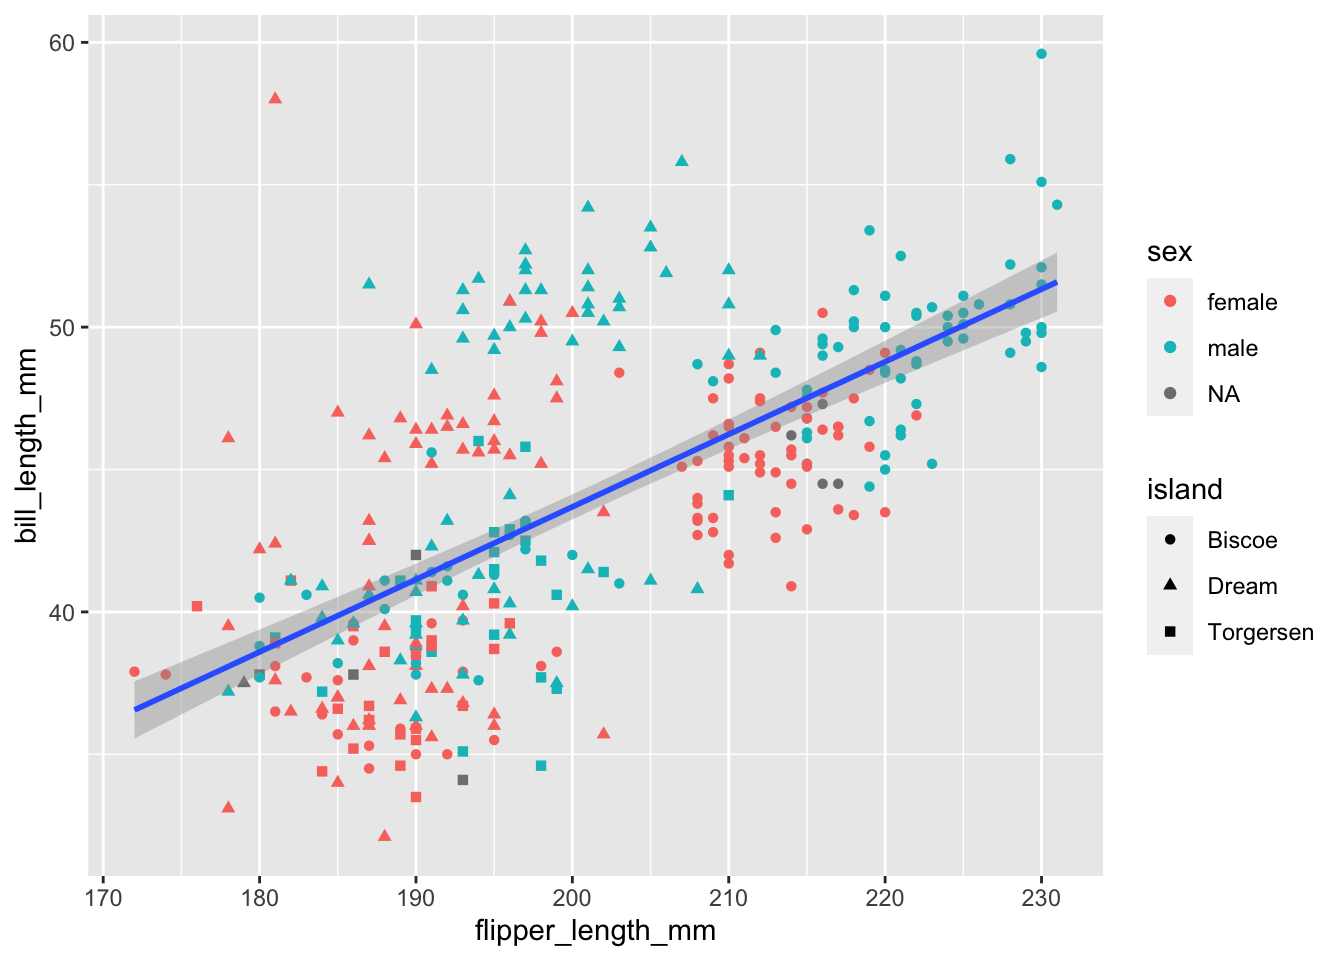 60
50
40
bill_length_mm
170 180 190 200 210 220 230
flipper_length_mm
sex
female
male
NA
island
Biscoe
Dream
Torgersen